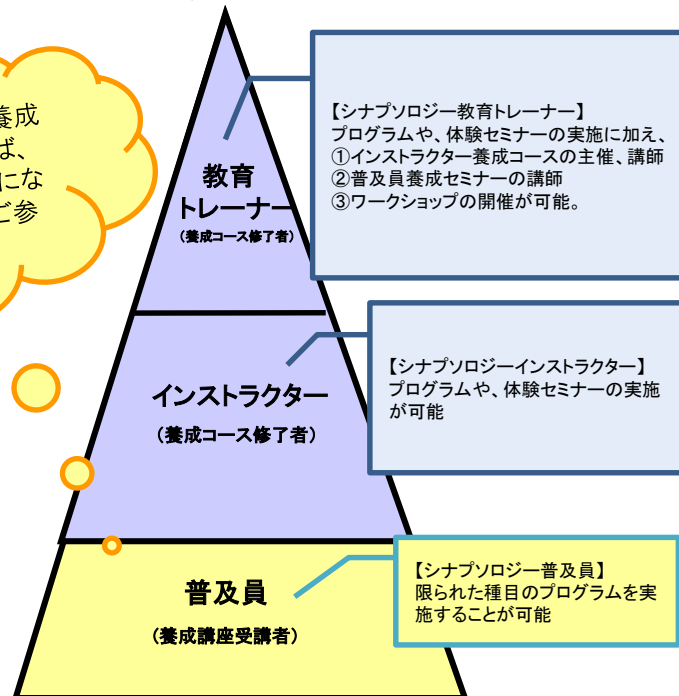 養成
ば、
にな
ご参
【シナプソロジー教育トレーナー】
プログラムや、体験セミナーの実施に加え、
①インストラクター養成コースの主催、講師
②普及員養成セミナーの講師
③ワークショップの開催が可能。
教育
トレーナー
(養成コース修了者)
【シナプソロジーインストラクター】
プログラムや、体験セミナーの実施
が可能
インストラクター
(養成コース修了者)
【シナプソロジー普及員】
限られた種目のプログラムを実
施することが可能
普及員
(養成講座受講者)